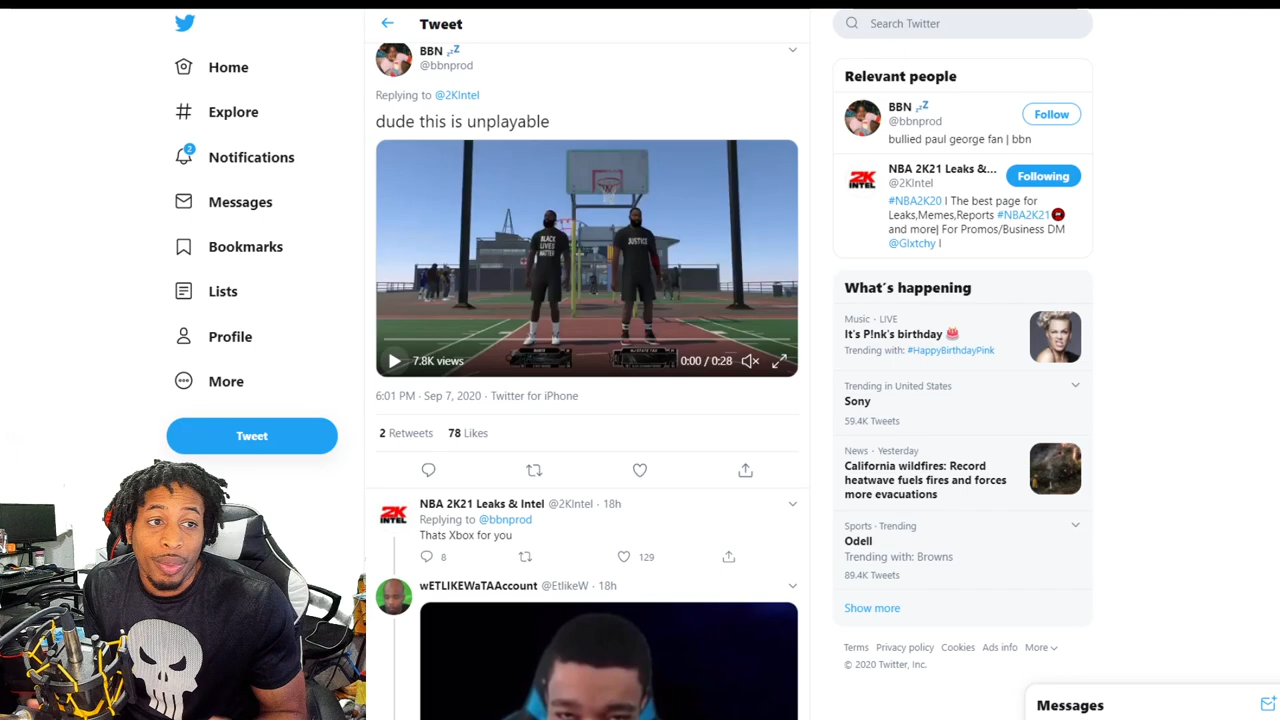 Home
Explore
2
Notifications
Messages
Bookmarks
Lists
Profile
More
Tweet
Tweet
BBN
@bbnprod
Replying to @2KIntel
dude this is unplayable
BLACK
LIVES
MATTER
JUSTICE
7.8K views
0:00 / 0:28
6:01 PM · Sep 7, 2020 · Twitter for iPhone
2 Retweets 78 Likes
NBA 2K21 Leaks & Intel @2KIntel · 18h
2K
INTEL
Replying to @bbnprod
Thats Xbox for you
8
129
wETLIKEWaTAAccount @EtlikeW · 18h
Search Twitter
Relevant people
BBN
@bbnprod
Follow
bullied paul george fan | bbn
2K
INTEL
NBA 2K21 Leaks &...
@2KIntel
Following
#NBA2K20 I The best page for
Leaks,Memes,Reports #NBA2K21
and more| For Promos/Business DM
@Glxtchy I
What's happening
Music · LIVE
It's P!nk's birthday
Trending with: #HappyBirthdayPink
Trending in United States
Sony
59.4K Tweets
News · Yesterday
California wildfires: Record
heatwave fuels fires and forces
more evacuations
Sports · Trending
Odell
Trending with: Browns
89.4K Tweets
Show more
Terms Privacy policy Cookies Ads info More
© 2020 Twitter, Inc.
Messages